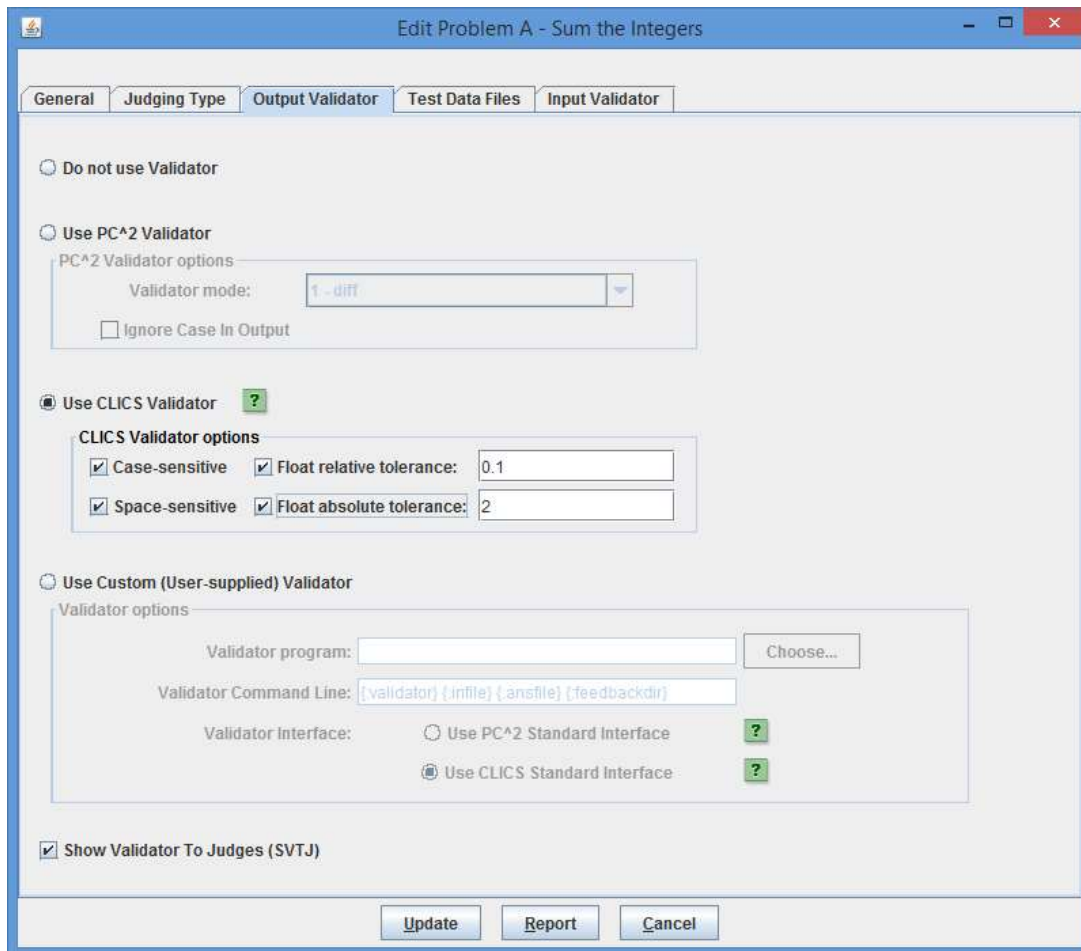 Edit Problem A - Sum the Integers
General Judging Type Output Validator Test Data Files Input Validator
Do not use Validator
Use PC^2 Validator
PC^2 Validator options
Validator mode: 1 - diff
Ignore Case In Output
Use CLICS Validator ?
CLICS Validator options
Case-sensitive Float relative tolerance: 0.1
Space-sensitive Float absolute tolerance: 2
Use Custom (User-supplied) Validator
Validator options
Validator program: Choose...
Validator Command Line: {:validator} {:infile} {:ansfile} {:feedbackdir}
Validator Interface: Use PC^2 Standard Interface ?
Use CLICS Standard Interface ?
Show Validator To Judges (SVTJ)
Update Report Cancel